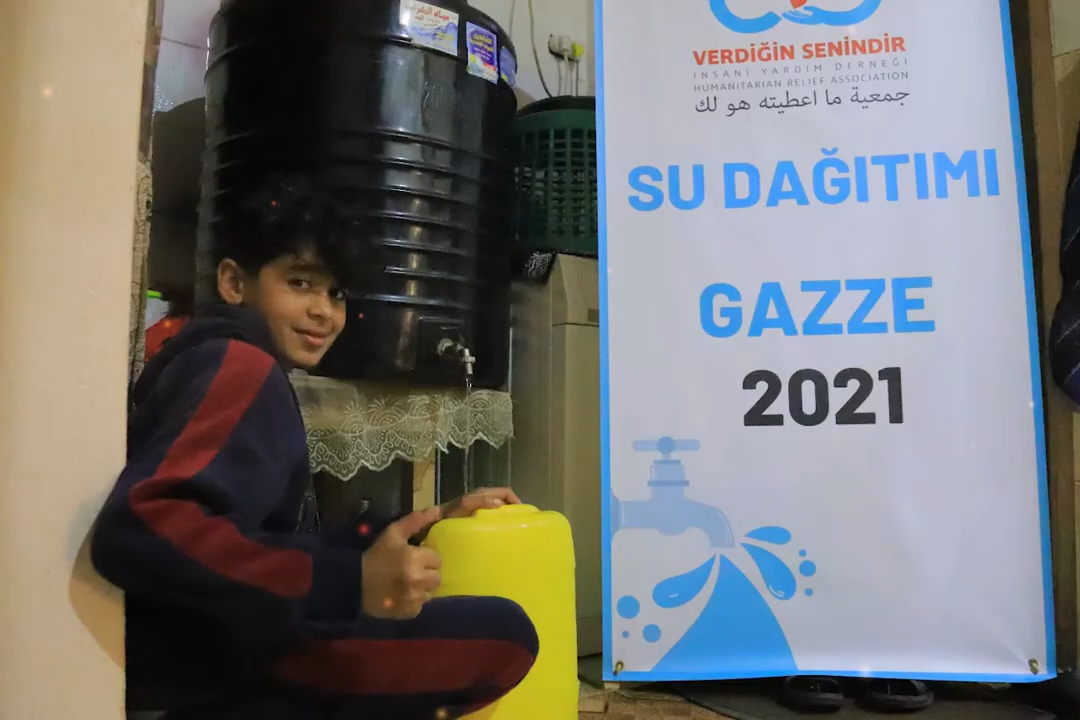 VERDİĞİN SENİNDİR
İNSANİ YARDIM DERNEĞİ
HUMANITARIAN RELIEF ASSOCIATION
جمعية ما اعطيته هو لك
SU DAĞITIMI
GAZZE
2021